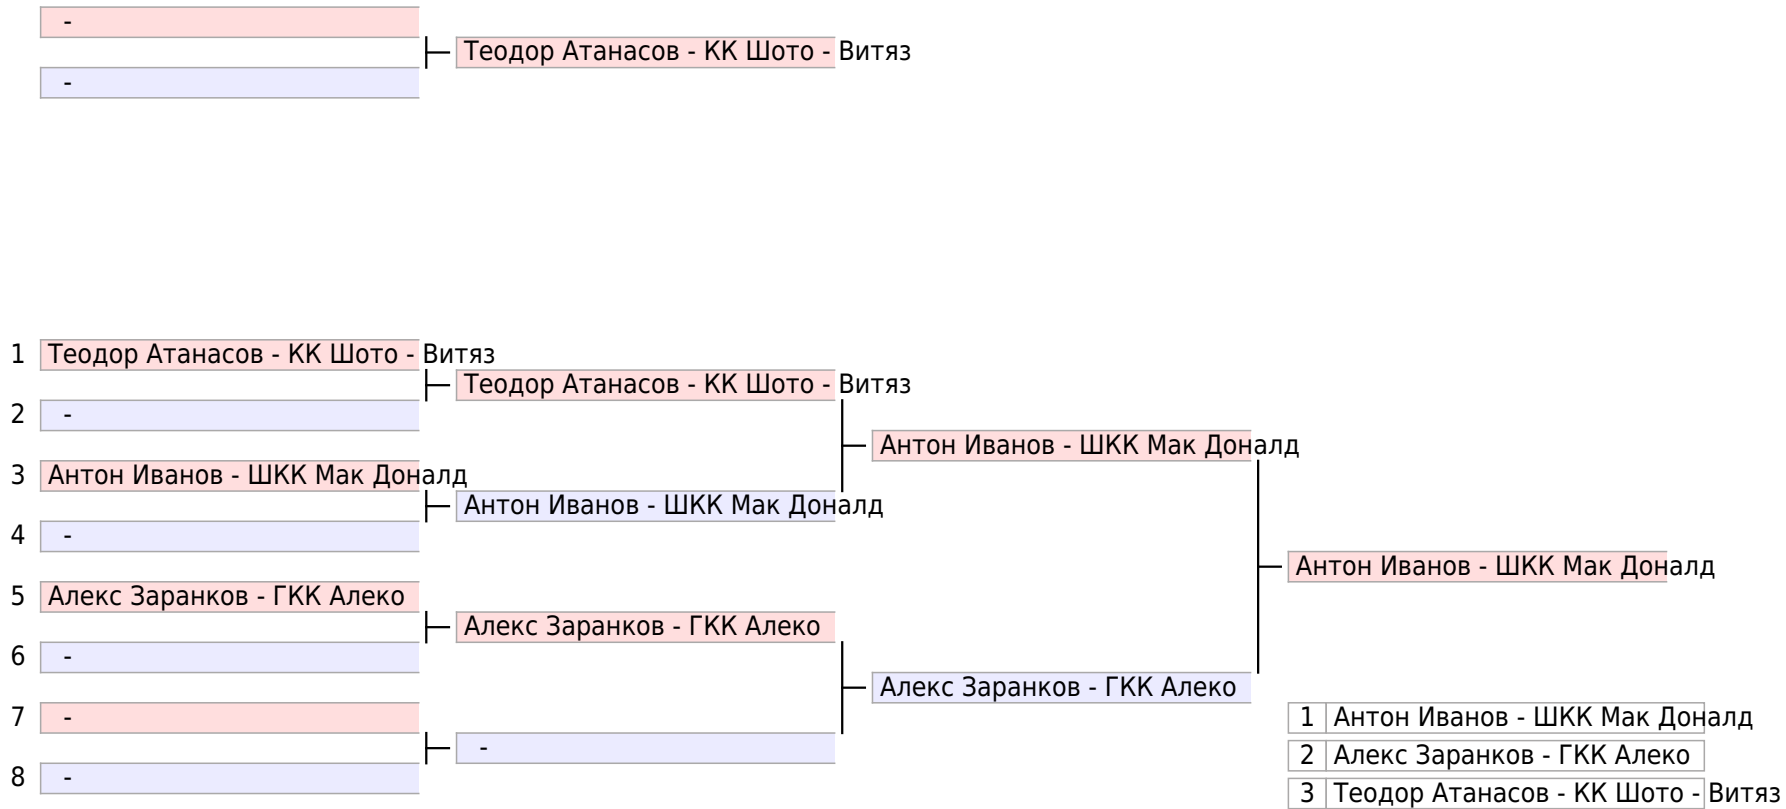 -
Теодор Атанасов - КК Шото - Витяз
-
1 Теодор Атанасов - КК Шото - Витяз
Теодор Атанасов - КК Шото - Витяз
2 -
Антон Иванов - ШКК Мак Доналд
3 Антон Иванов - ШКК Мак Доналд
Антон Иванов - ШКК Мак Доналд
4 -
Антон Иванов - ШКК Мак Доналд
5 Алекс Заранков - ГКК Алеко
Алекс Заранков - ГКК Алеко
6 -
Алекс Заранков - ГКК Алеко
7 -
1 Антон Иванов - ШКК Мак Доналд
-
2 Алекс Заранков - ГКК Алеко
8 -
3 Теодор Атанасов - КК Шото - Витяз